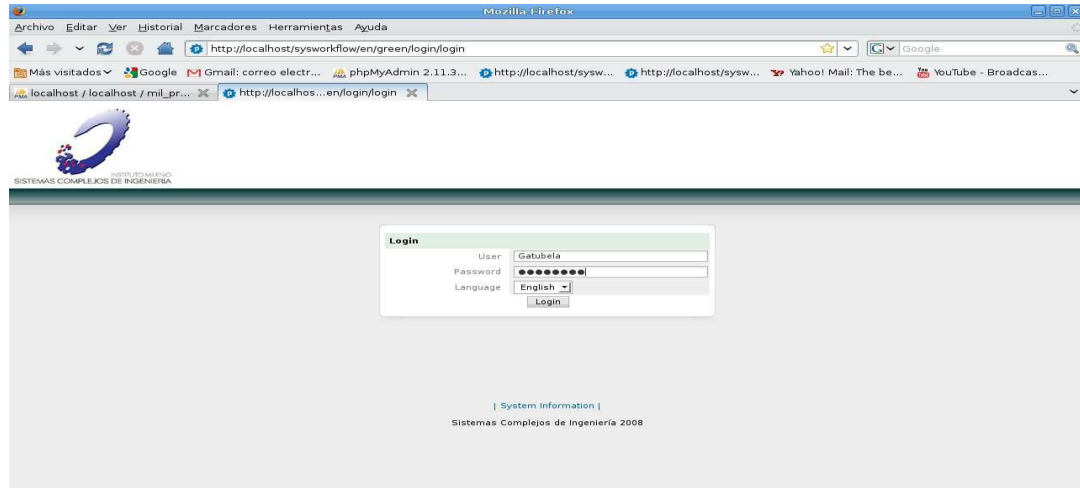 Mozilla Firefox
Archivo Editar Ver Historial Marcadores Herramientas Ayuda
http://localhost/sysworkflow/en/green/login/login
Google
Más visitados Google Gmail: correo electr... phpMyAdmin 2.11.3... http://localhost/sysw... http://localhost/sysw... Yahoo! Mail: The be... YouTube - Broadcas...
localhost / localhost / mil_pr... http://localhos...en/login/login
INSTITUTO MILENIO
SISTEMAS COMPLEJOS DE INGENIERIA
Login
User Gatubela
Password ●●●●●●●●
Language English
Login
| System Information |
Sistemas Complejos de Ingeniería 2008